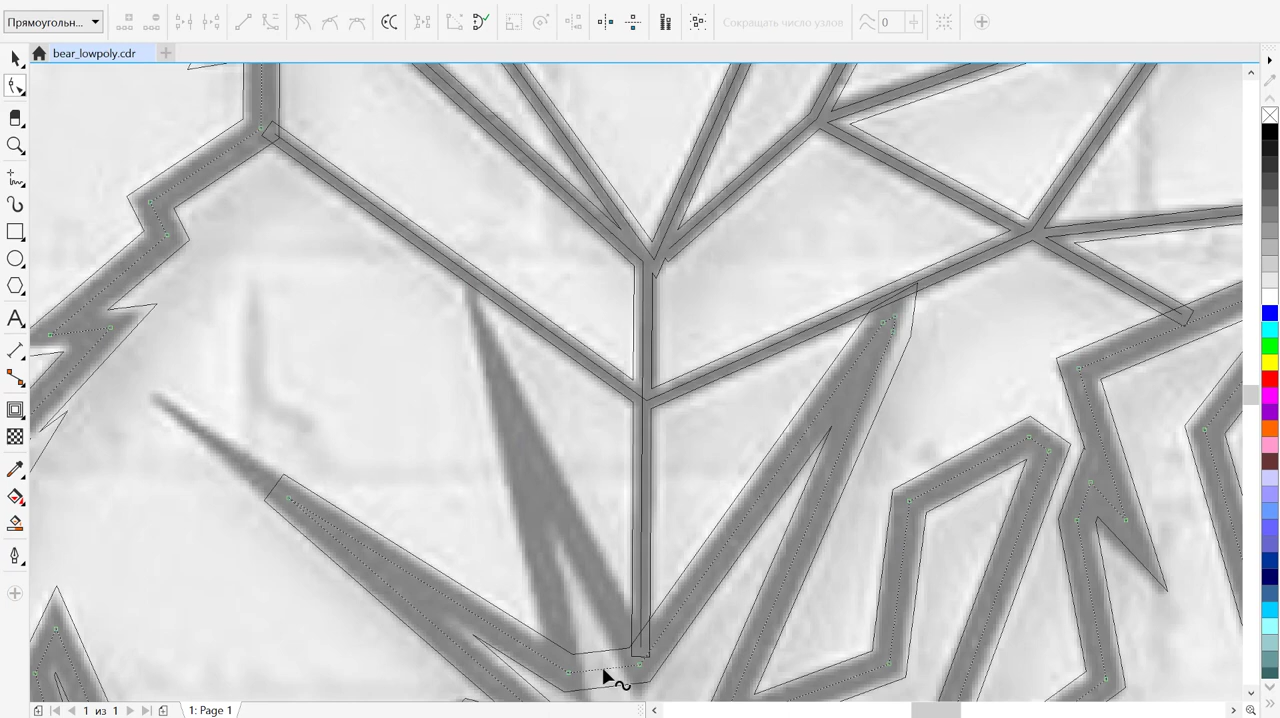 Прямоугольн...
Сокращать число узлов
0
bear_lowpoly.cdr
1 из 1
1: Page 1